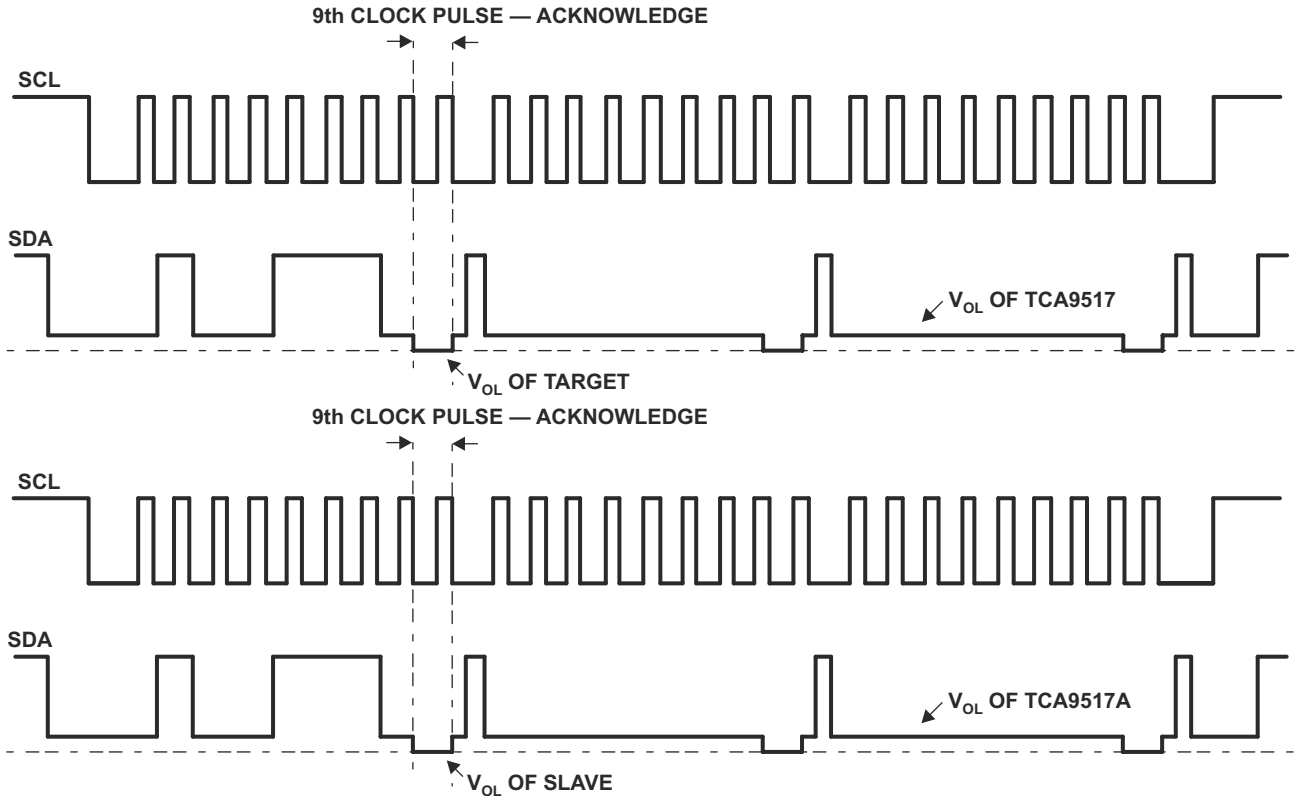 9th CLOCK PULSE — ACKNOWLEDGE
SCL
SDA
VOL OF TCA9517
VOL OF TARGET
9th CLOCK PULSE — ACKNOWLEDGE
SCL
SDA
VOL OF TCA9517A
VOL OF SLAVE